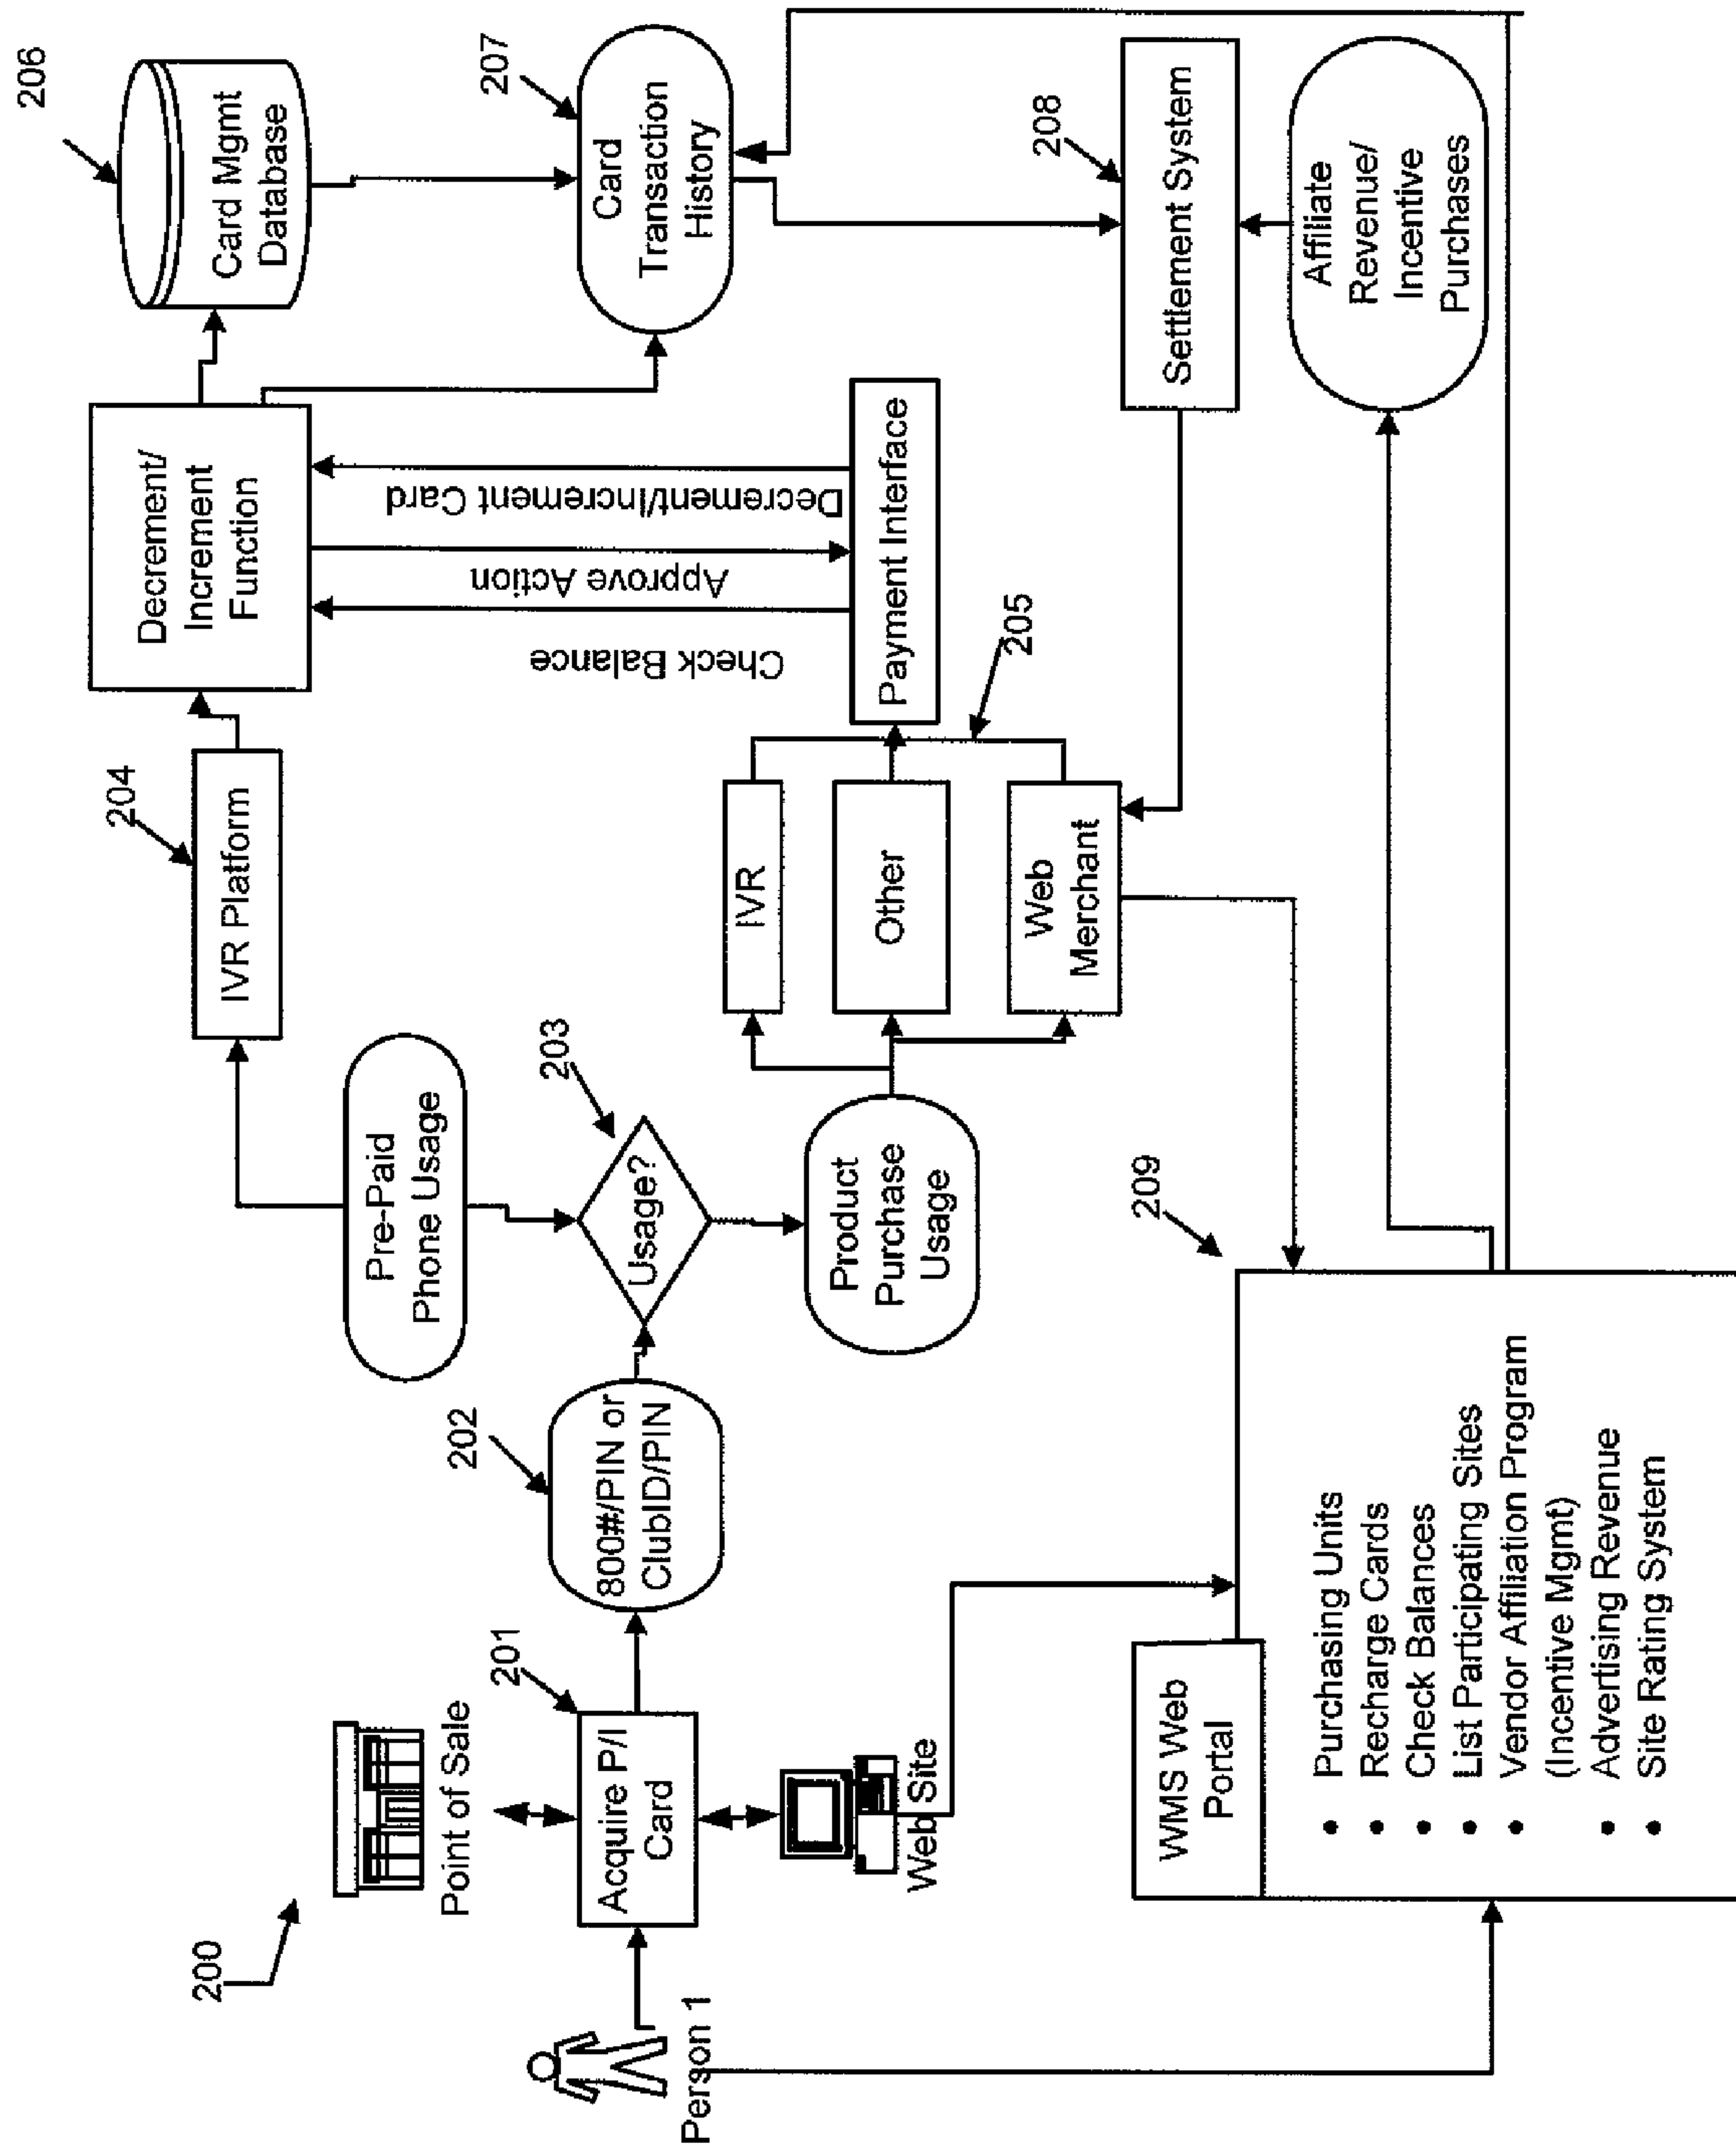 200
Point of Sale
Person 1
201
Acquire P/I
Card
Web Site
202
800#/PIN or
ClubID/PIN
Pre-Paid
Phone Usage
203
Usage?
Product
Purchase
Usage
204
IVR Platform
IVR
Other
Web
Merchant
205
Decrement/
Increment
Function
Check Balance
Approve Action
Decrement/Increment Card
Payment Interface
206
Card Mgmt
Database
207
Card
Transaction
History
208
Settlement System
Affiliate
Revenue/
Incentive
Purchases
209
WMS Web
Portal
• Purchasing Units
• Recharge Cards
• Check Balances
• List Participating Sites
• Vendor Affiliation Program
(Incentive Mgmt)
• Advertising Revenue
• Site Rating System